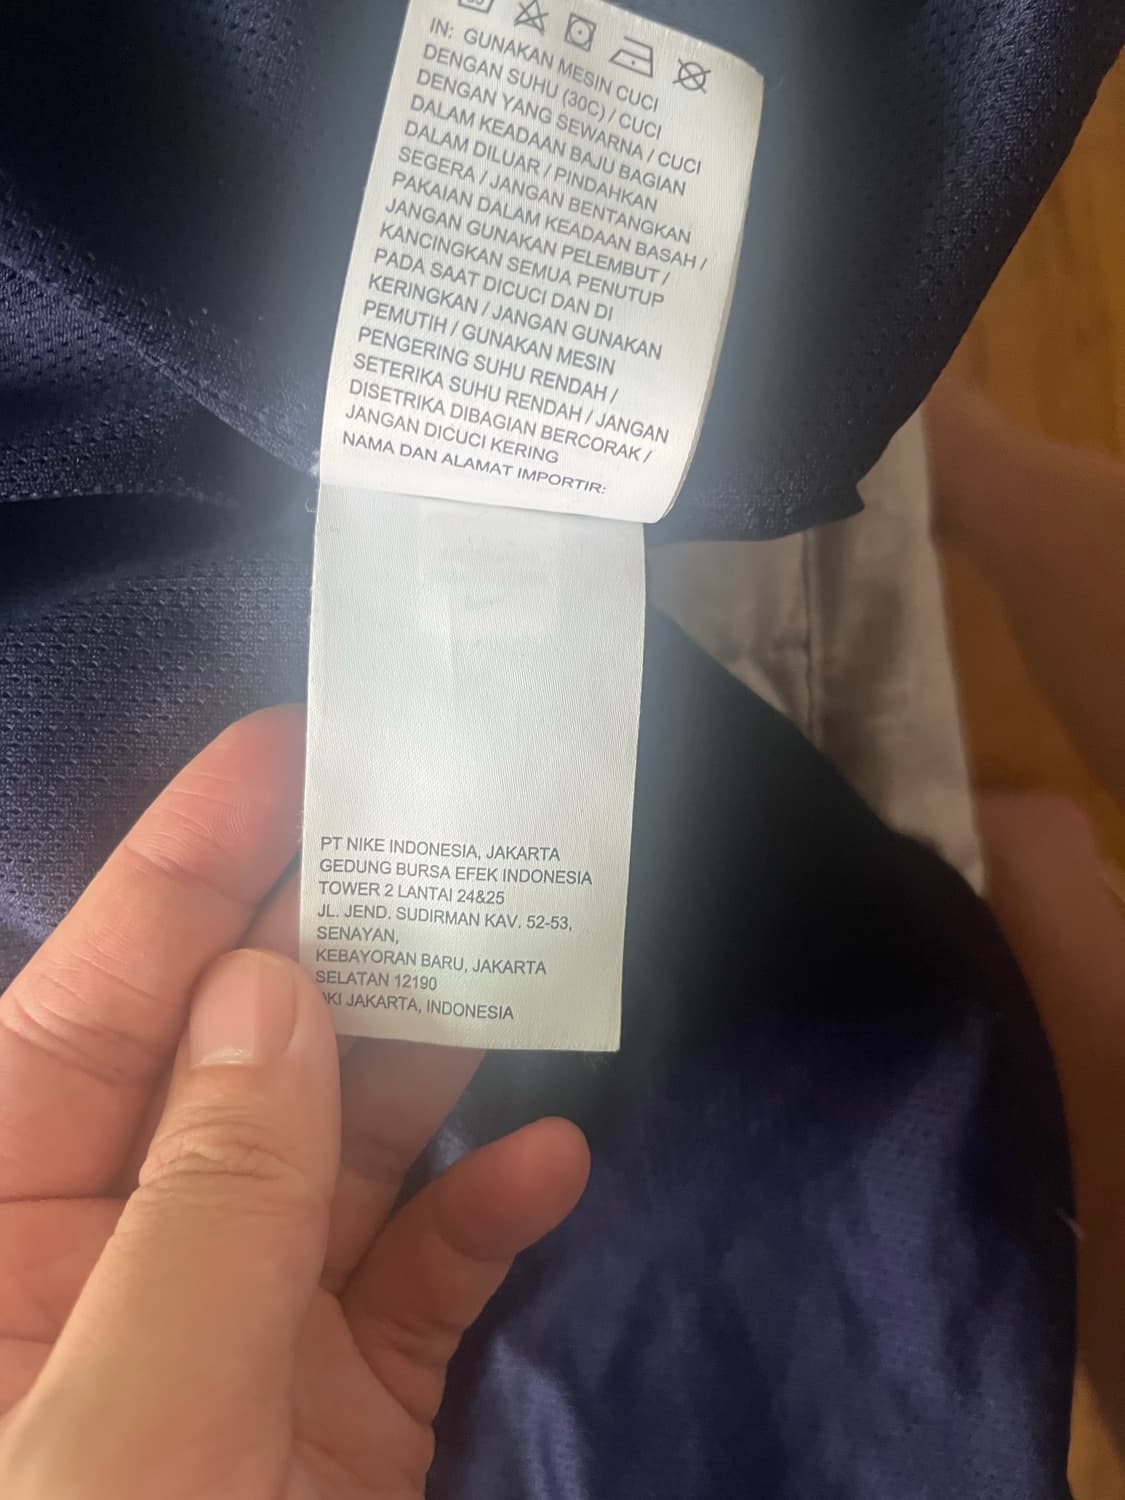 IN: GUNAKAN MESIN CUCI
DENGAN SUHU (30C) / CUCI
DENGAN YANG SEWARNA / CUCI
DALAM KEADAAN BAJU BAGIAN
DALAM DILUAR / PINDAHKAN
SEGERA / JANGAN BENTANGKAN
PAKAIAN DALAM KEADAAN BASAH /
JANGAN GUNAKAN PELEMBUT /
KANCINGKAN SEMUA PENUTUP
PADA SAAT DICUCI DAN DI
KERINGKAN / JANGAN GUNAKAN
PEMUTIH / GUNAKAN MESIN
PENGERING SUHU RENDAH /
SETERIKA SUHU RENDAH / JANGAN
DISETRIKA DIBAGIAN BERCORAK /
JANGAN DICUCI KERING
NAMA DAN ALAMAT IMPORTIR:
PT NIKE INDONESIA, JAKARTA
GEDUNG BURSA EFEK INDONESIA
TOWER 2 LANTAI 24&25
JL. JEND. SUDIRMAN KAV. 52-53,
SENAYAN,
KEBAYORAN BARU, JAKARTA
SELATAN 12190
JAKARTA, INDONESIA